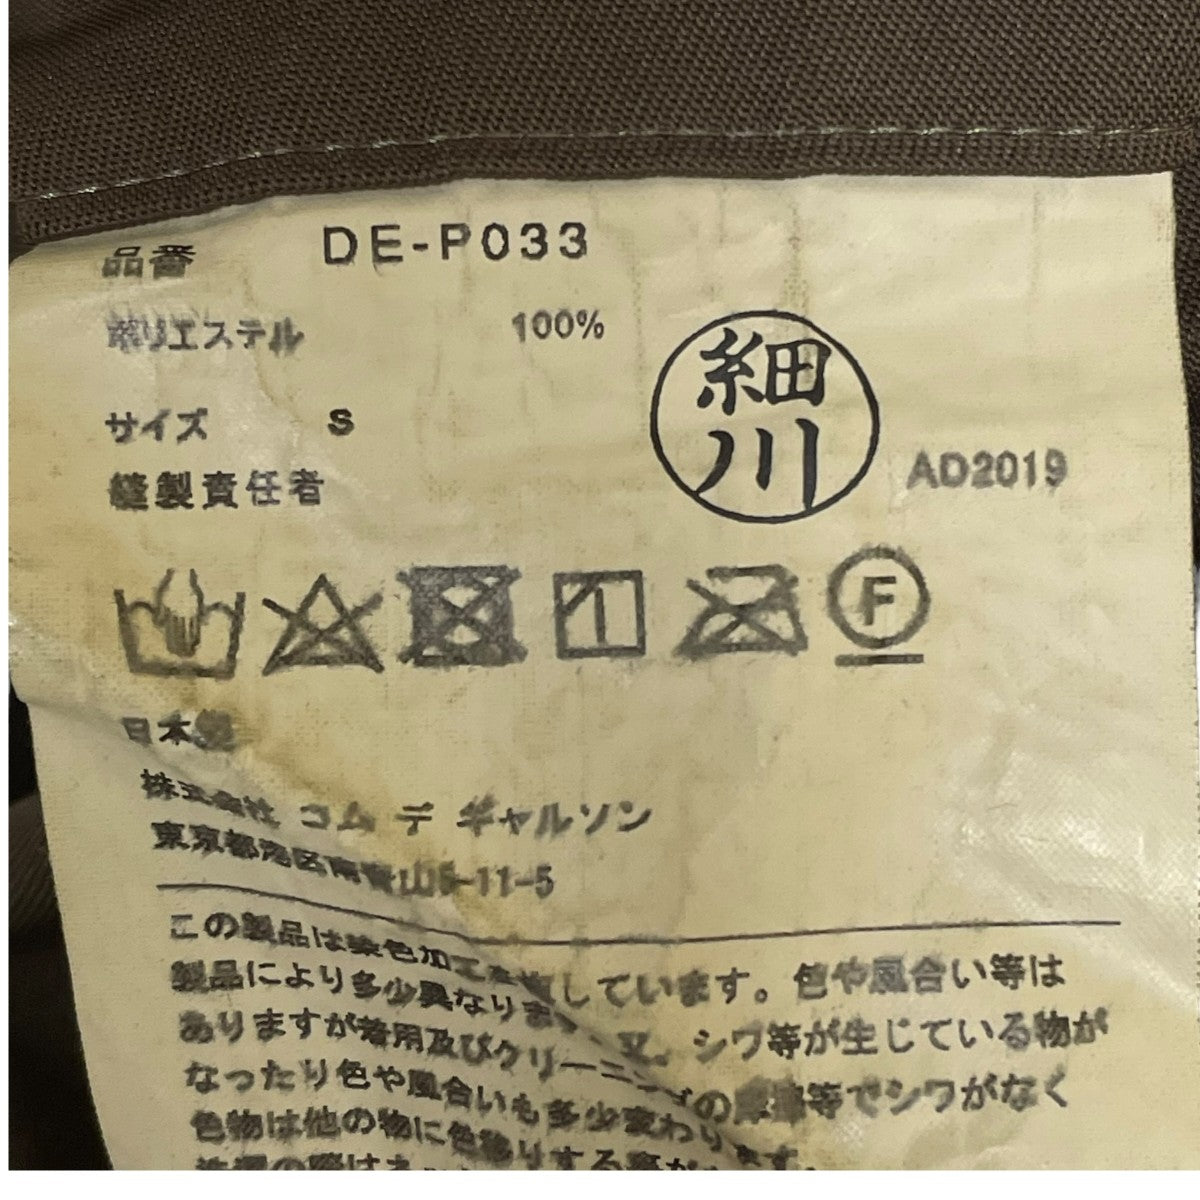 品番 DE-P033
ポリエステル 100%
サイズ S
縫製責任者
細川
AD2019
F
日本製
株式会社 コム デ ギャルソン
東京都港区南青山5-11-5
この製品は染色加工を施しています。色や風合い等は
製品により多少異なります。又、シワ等が生じている物が
ありますが着用及びクリーニングの摩擦等でシワがなく
なったり色や風合いも多少変わります。
色物は他の物に色移りする